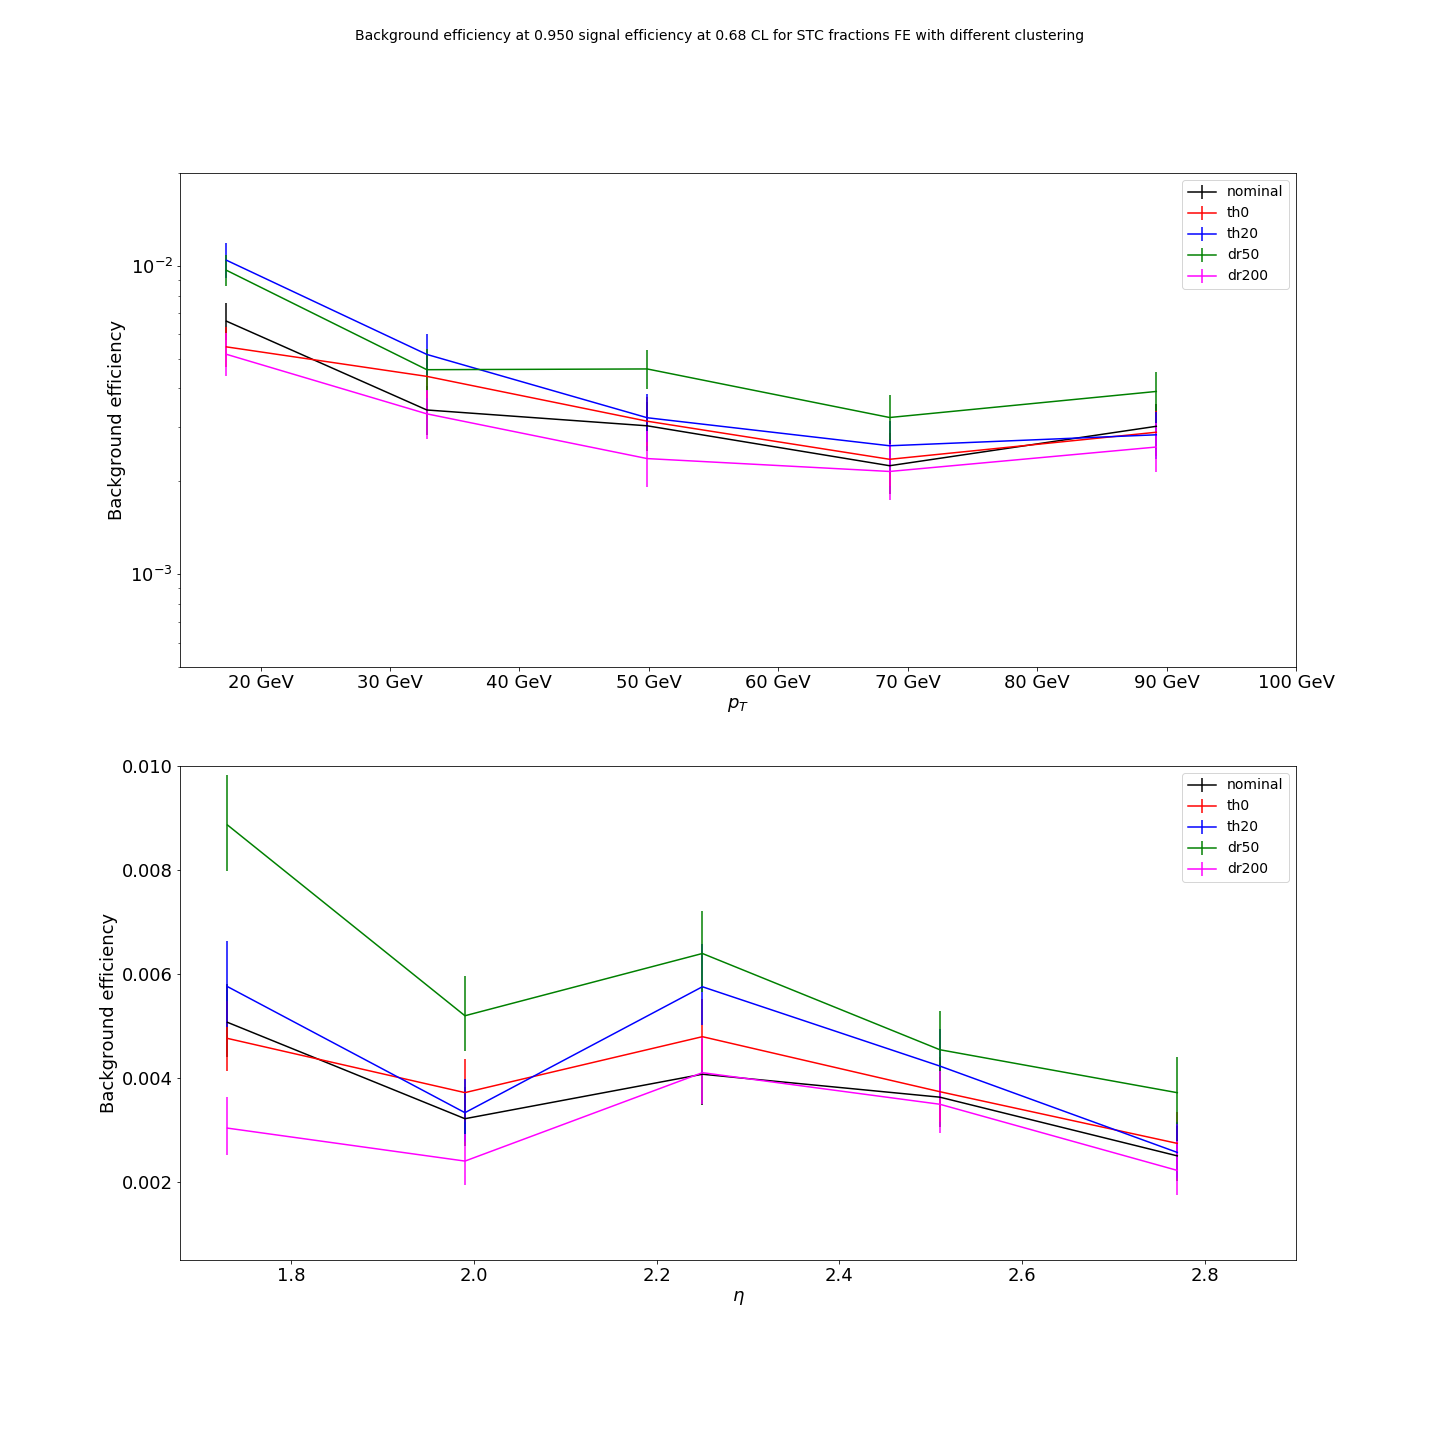 Background efficiency at 0.950 signal efficiency at 0.68 CL for STC fractions FE with different clustering
nominal
th0
th20
dr50
dr200
10⁻²
10⁻³
Background efficiency
20 GeV 30 GeV 40 GeV 50 GeV 60 GeV 70 GeV 80 GeV 90 GeV 100 GeV
p_T
nominal
th0
th20
dr50
dr200
0.010
0.008
0.006
0.004
0.002
Background efficiency
1.8 2.0 2.2 2.4 2.6 2.8
η